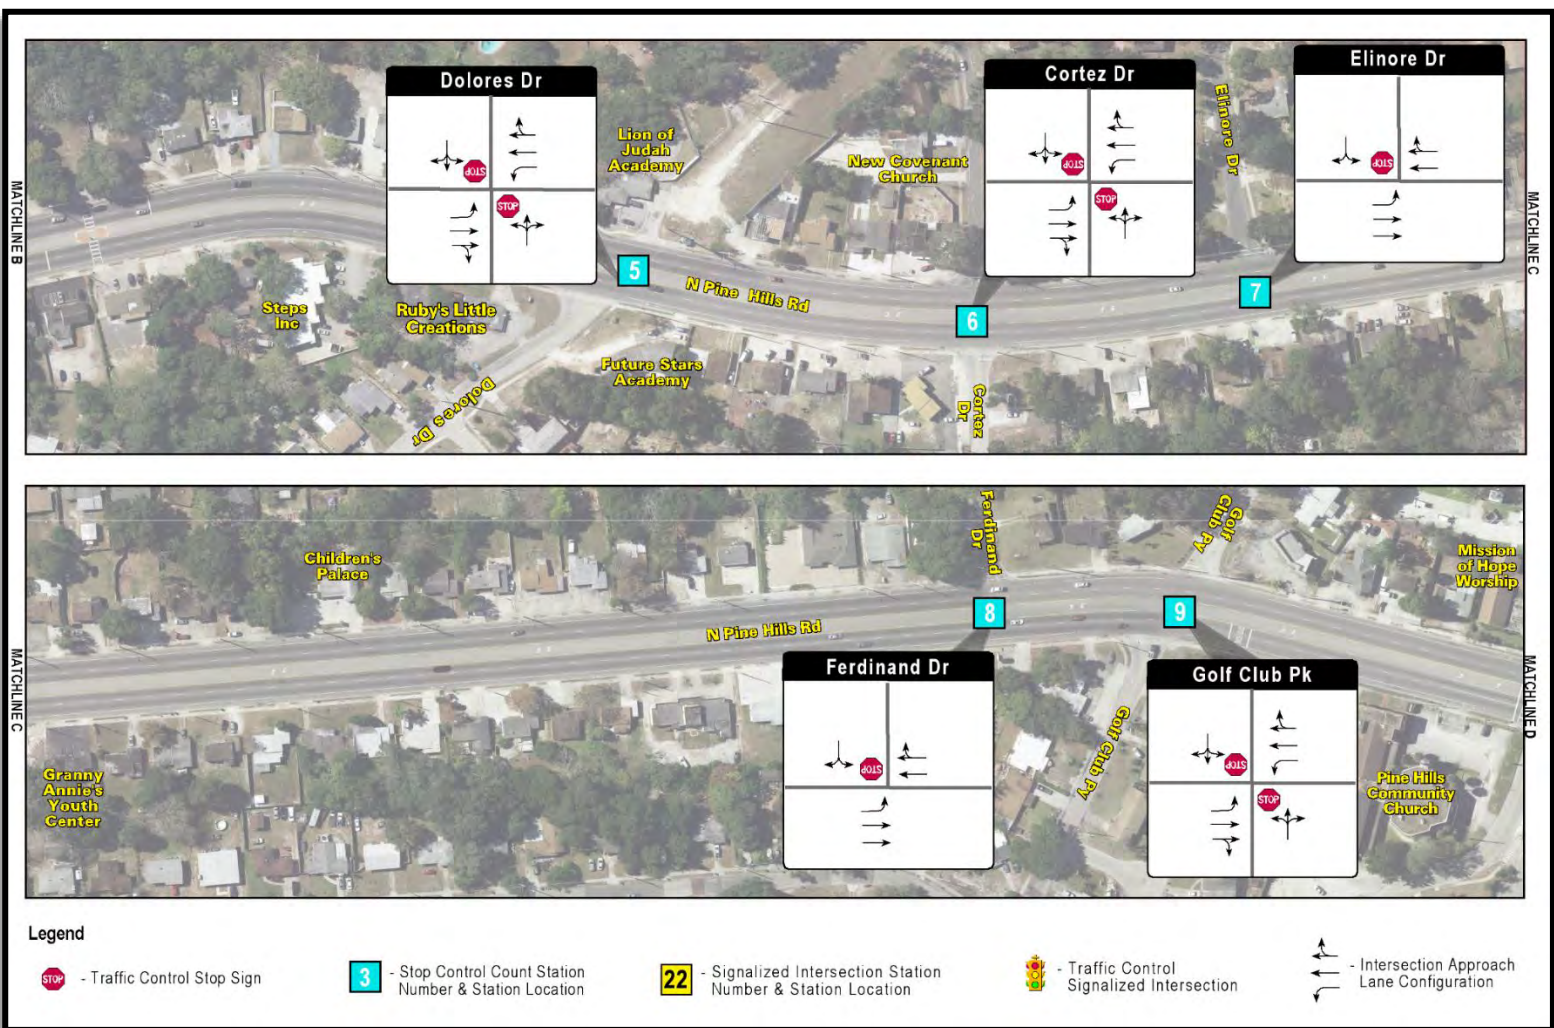 Dolores Dr
STOP
STOP
Cortez Dr
STOP
STOP
Elinore Dr
STOP
MATCHLINE B
MATCHLINE C
Lion of
Judah
Academy
New Covenant
Church
Elinore Dr
5
6
7
N Pine Hills Rd
Steps
Inc
Ruby's Little
Creations
Future Stars
Academy
Dolores Dr
Cortez
Dr
MATCHLINE C
MATCHLINE D
Children's
Palace
Ferdinand
Dr
Golf
Club Py
Mission
of Hope
Worship
8
9
N Pine Hills Rd
Ferdinand Dr
STOP
Golf Club Pk
STOP
STOP
Golf Club Py
Granny
Annie's
Youth
Center
Pine Hills
Community
Church
Legend
STOP - Traffic Control Stop Sign
3 - Stop Control Count Station
Number & Station Location
22 - Signalized Intersection Station
Number & Station Location
- Traffic Control
Signalized Intersection
- Intersection Approach
Lane Configuration